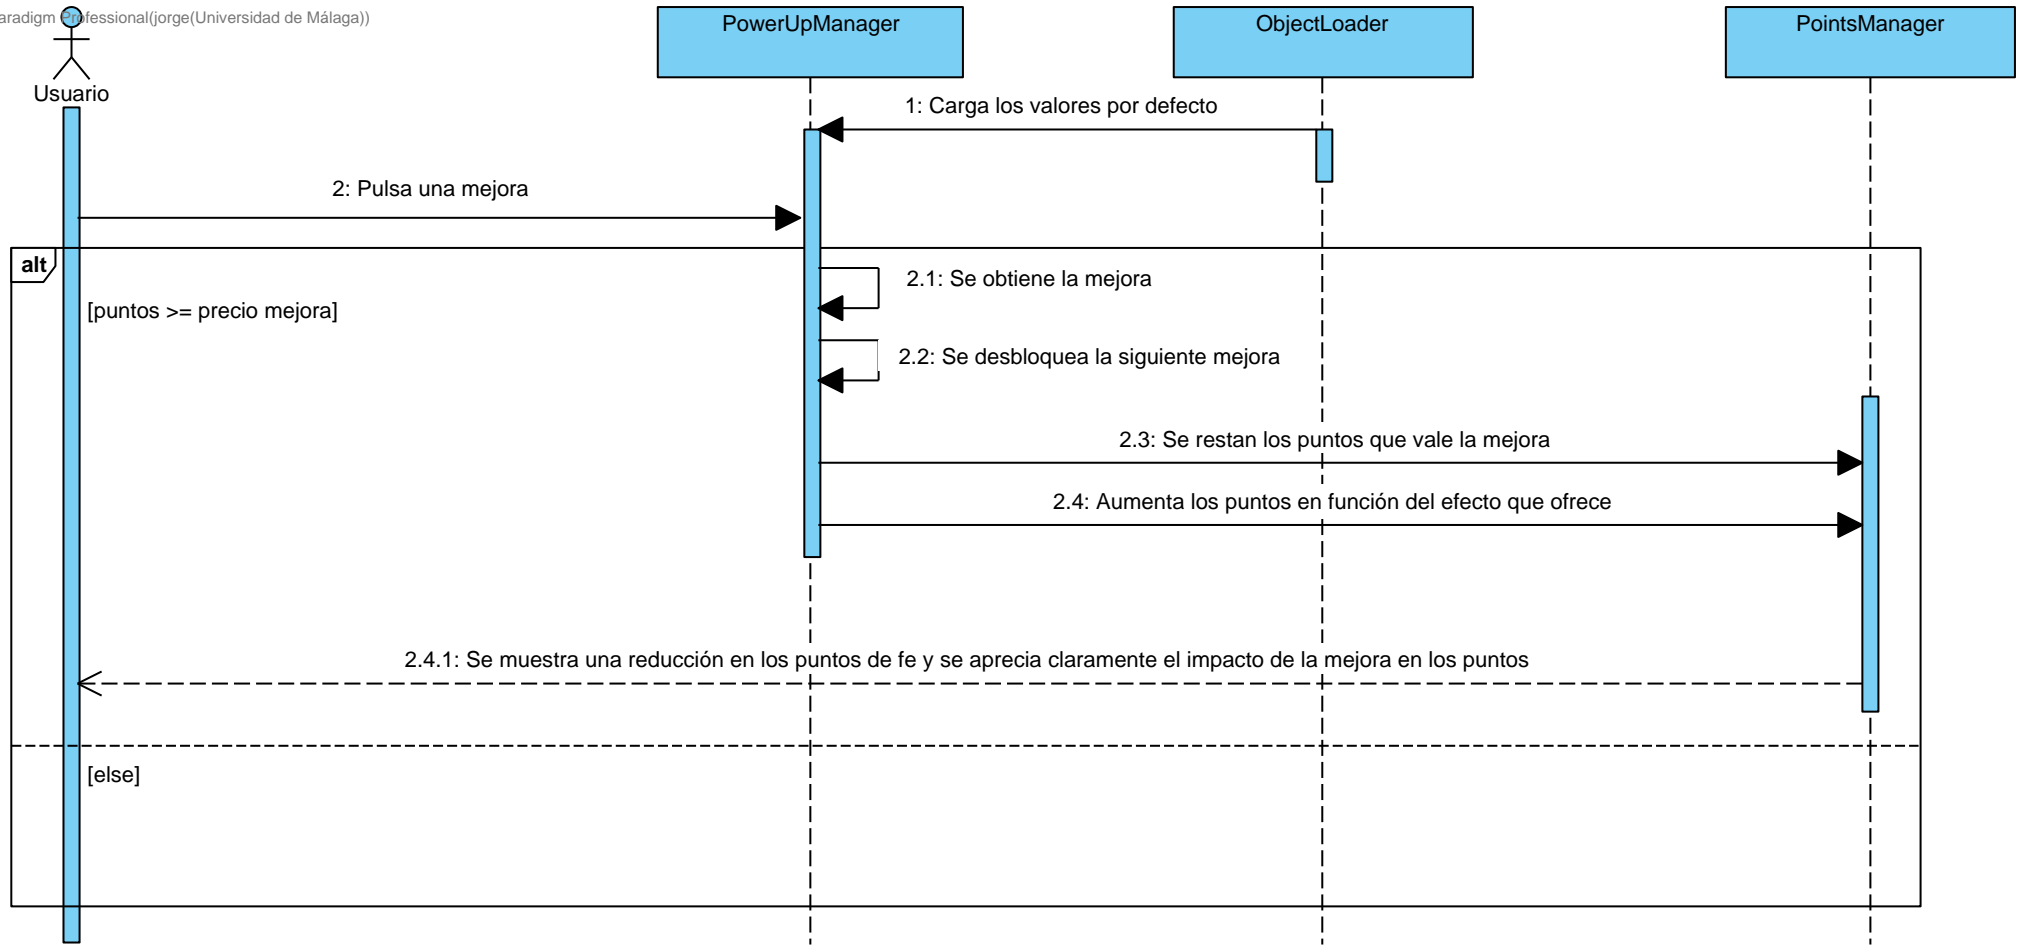 Professional(jorge(Universidad de Málaga))
Usuario
PowerUpManager
ObjectLoader
PointsManager
1: Carga los valores por defecto
2: Pulsa una mejora
alt
2.1: Se obtiene la mejora
[puntos >= precio mejora]
2.2: Se desbloquea la siguiente mejora
2.3: Se restan los puntos que vale la mejora
2.4: Aumenta los puntos en función del efecto que ofrece
2.4.1: Se muestra una reducción en los puntos de fe y se aprecia claramente el impacto de la mejora en los puntos
[else]